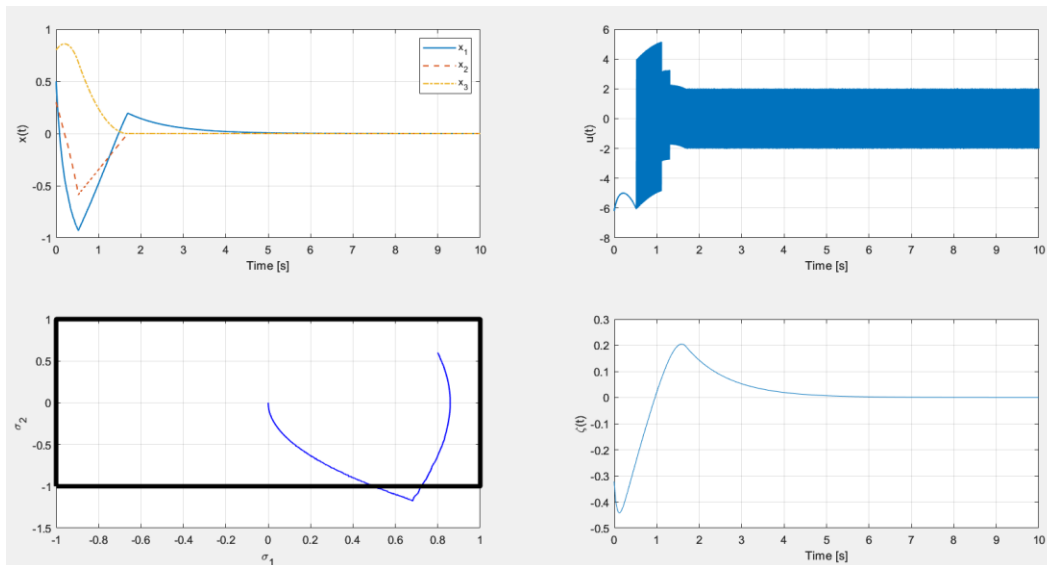 1
0.5
0
-0.5
-1
x(t)
0 1 2 3 4 5 6 7 8 9 10
Time [s]
x1
x2
x3
6
4
2
0
-2
-4
-6
-8
u(t)
0 1 2 3 4 5 6 7 8 9 10
Time [s]
1
0.5
0
-0.5
-1
-1.5
σ2
-1 -0.8 -0.6 -0.4 -0.2 0 0.2 0.4 0.6 0.8 1
σ1
0.3
0.2
0.1
0
-0.1
-0.2
-0.3
-0.4
-0.5
ζ(t)
0 1 2 3 4 5 6 7 8 9 10
Time [s]